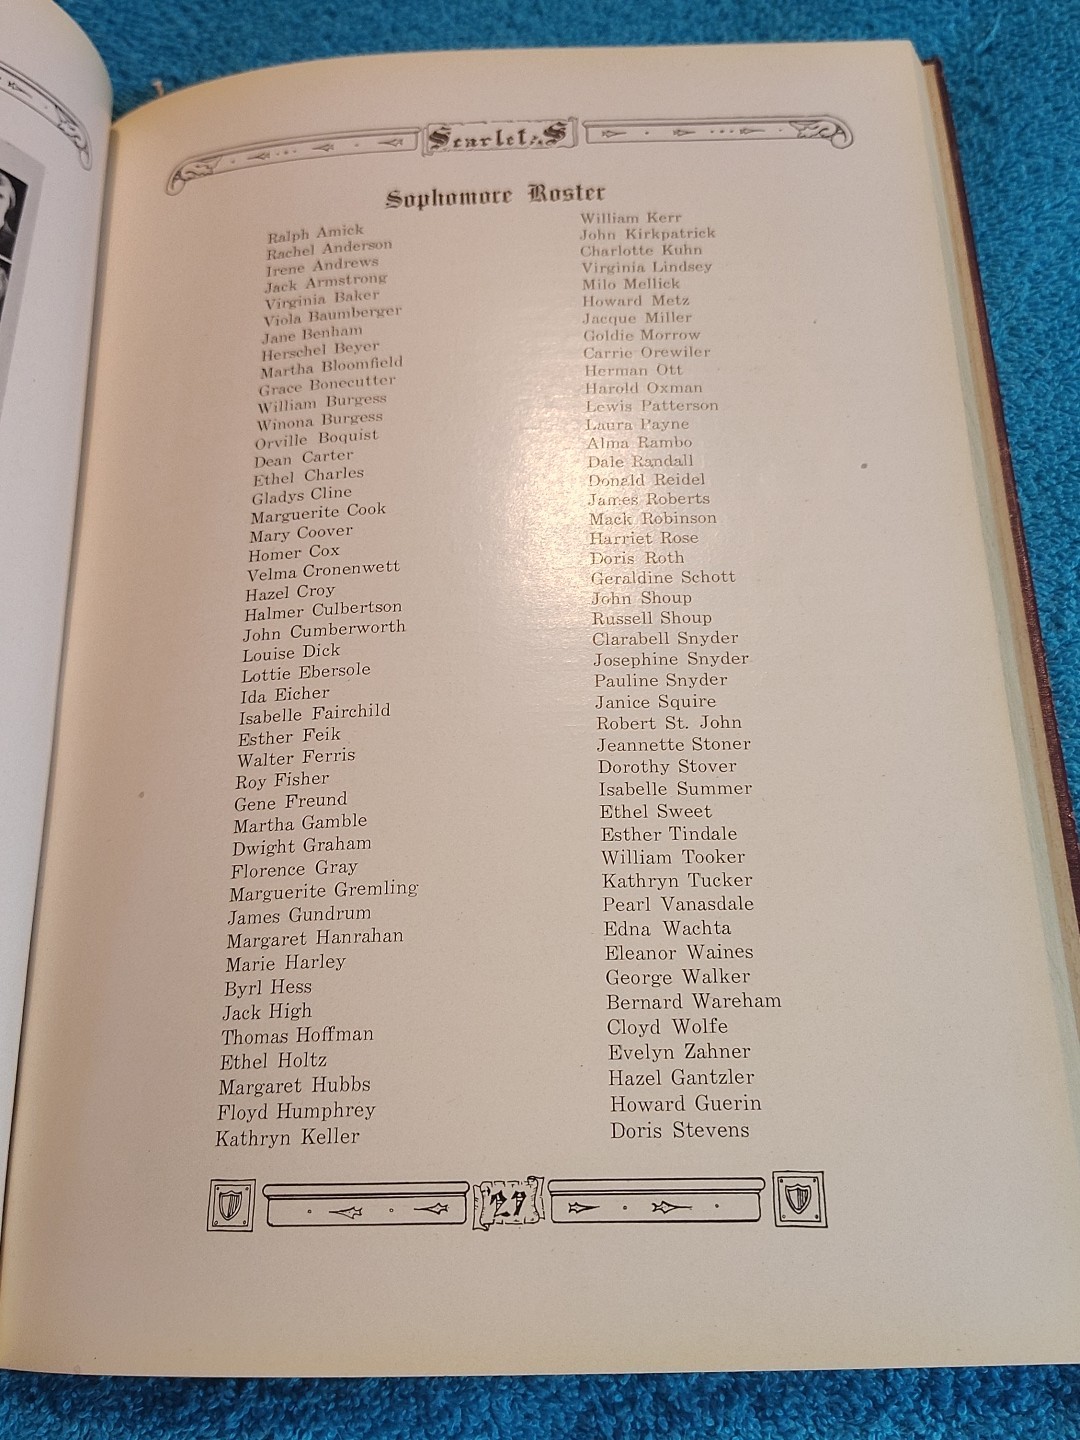 Scarlet S
Sophomore Roster
Ralph Amick
Rachel Anderson
Irene Andrews
Jack Armstrong
Virginia Baker
Viola Baumberger
Jane Benham
Herschel Beyer
Martha Bloomfield
Grace Bonecutter
William Burgess
Winona Burgess
Orville Boquist
Dean Carter
Ethel Charles
Gladys Cline
Marguerite Cook
Mary Coover
Homer Cox
Velma Cronenwett
Hazel Croy
Halmer Culbertson
John Cumberworth
Louise Dick
Lottie Ebersole
Ida Eicher
Isabelle Fairchild
Esther Feik
Walter Ferris
Roy Fisher
Gene Freund
Martha Gamble
Dwight Graham
Florence Gray
Marguerite Gremling
James Gundrum
Margaret Hanrahan
Marie Harley
Byrl Hess
Jack High
Thomas Hoffman
Ethel Holtz
Margaret Hubbs
Floyd Humphrey
Kathryn Keller
William Kerr
John Kirkpatrick
Charlotte Kuhn
Virginia Lindsey
Milo Mellick
Howard Metz
Jacque Miller
Goldie Morrow
Carrie Orewiler
Herman Ott
Harold Oxman
Lewis Patterson
Laura Payne
Alma Rambo
Dale Randall
Donald Reidel
James Roberts
Mack Robinson
Harriet Rose
Doris Roth
Geraldine Schott
John Shoup
Russell Shoup
Clarabell Snyder
Josephine Snyder
Pauline Snyder
Janice Squire
Robert St. John
Jeannette Stoner
Dorothy Stover
Isabelle Summer
Ethel Sweet
Esther Tindale
William Tooker
Kathryn Tucker
Pearl Vanasdale
Edna Wachta
Eleanor Waines
George Walker
Bernard Wareham
Cloyd Wolfe
Evelyn Zahner
Hazel Gantzler
Howard Guerin
Doris Stevens
'27